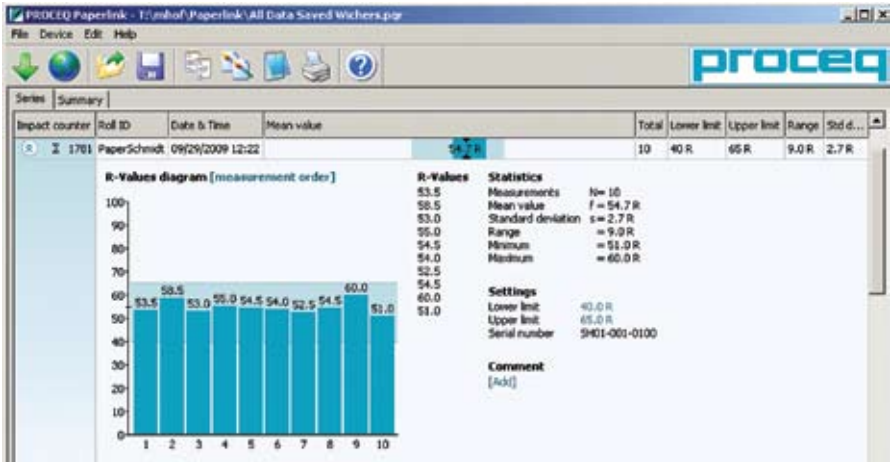 PROCEQ Paperlink - T:\mhof\Paperlink\All Data Saved Wichers.pqr
File Device Edit Help
proceq
Series Summary
Impact counter Roll ID Date & Time Mean value Total Lower limit Upper limit Range Std d...
Σ 1781 PaperSchmidt 09/29/2009 12:22 54.7 R 10 40 R 65 R 9.0 R 2.7 R
R-Values diagram [measurement order]
100
90
80
70
60
50
40
30
20
10
0
53.5 58.5 53.0 55.0 54.5 54.0 52.5 54.5 60.0 51.0
1 2 3 4 5 6 7 8 9 10
R-Values
53.5
58.5
53.0
55.0
54.5
54.0
52.5
54.5
60.0
51.0
Statistics
Measurements N= 10
Mean value = 54.7 R
Standard deviation s= 2.7 R
Range = 9.0 R
Minimum = 51.0 R
Maximum = 60.0 R
Settings
Lower limit 40.0 R
Upper limit 65.0 R
Serial number SM01-001-0100
Comment
[Add]